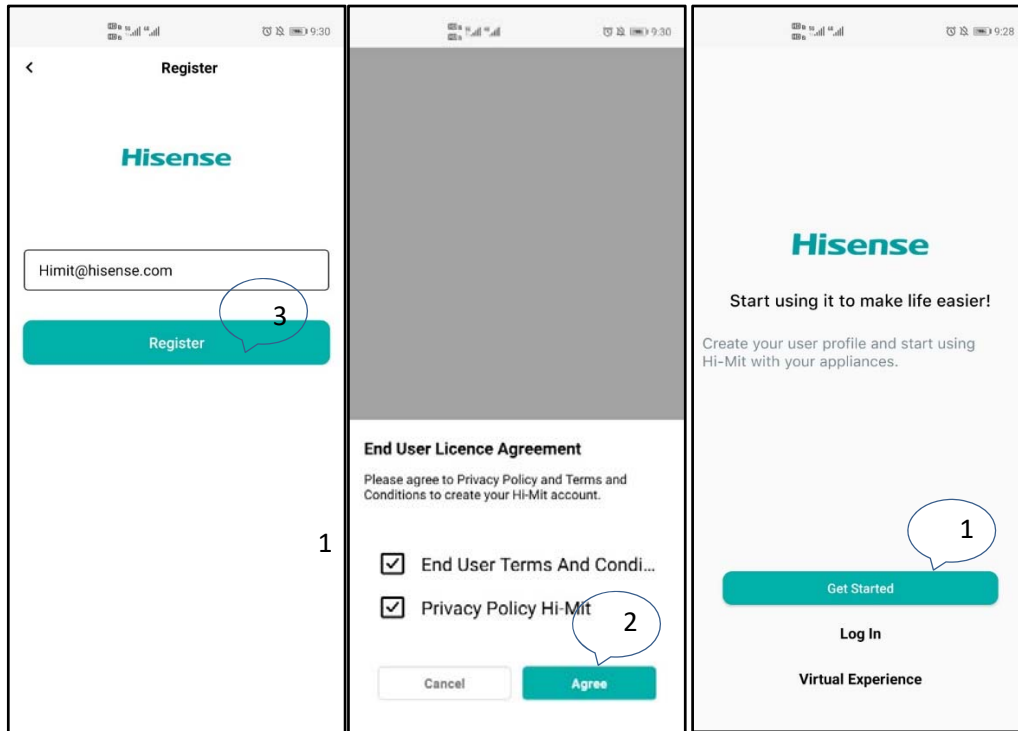 9:30
Register
Hisense
Himit@hisense.com
3
Register
1
9:30
End User Licence Agreement
Please agree to Privacy Policy and Terms and
Conditions to create your Hi-Mit account.
End User Terms And Condi...
Privacy Policy Hi-Mit
2
Cancel
Agree
9:28
Hisense
Start using it to make life easier!
Create your user profile and start using
Hi-Mit with your appliances.
1
Get Started
Log In
Virtual Experience